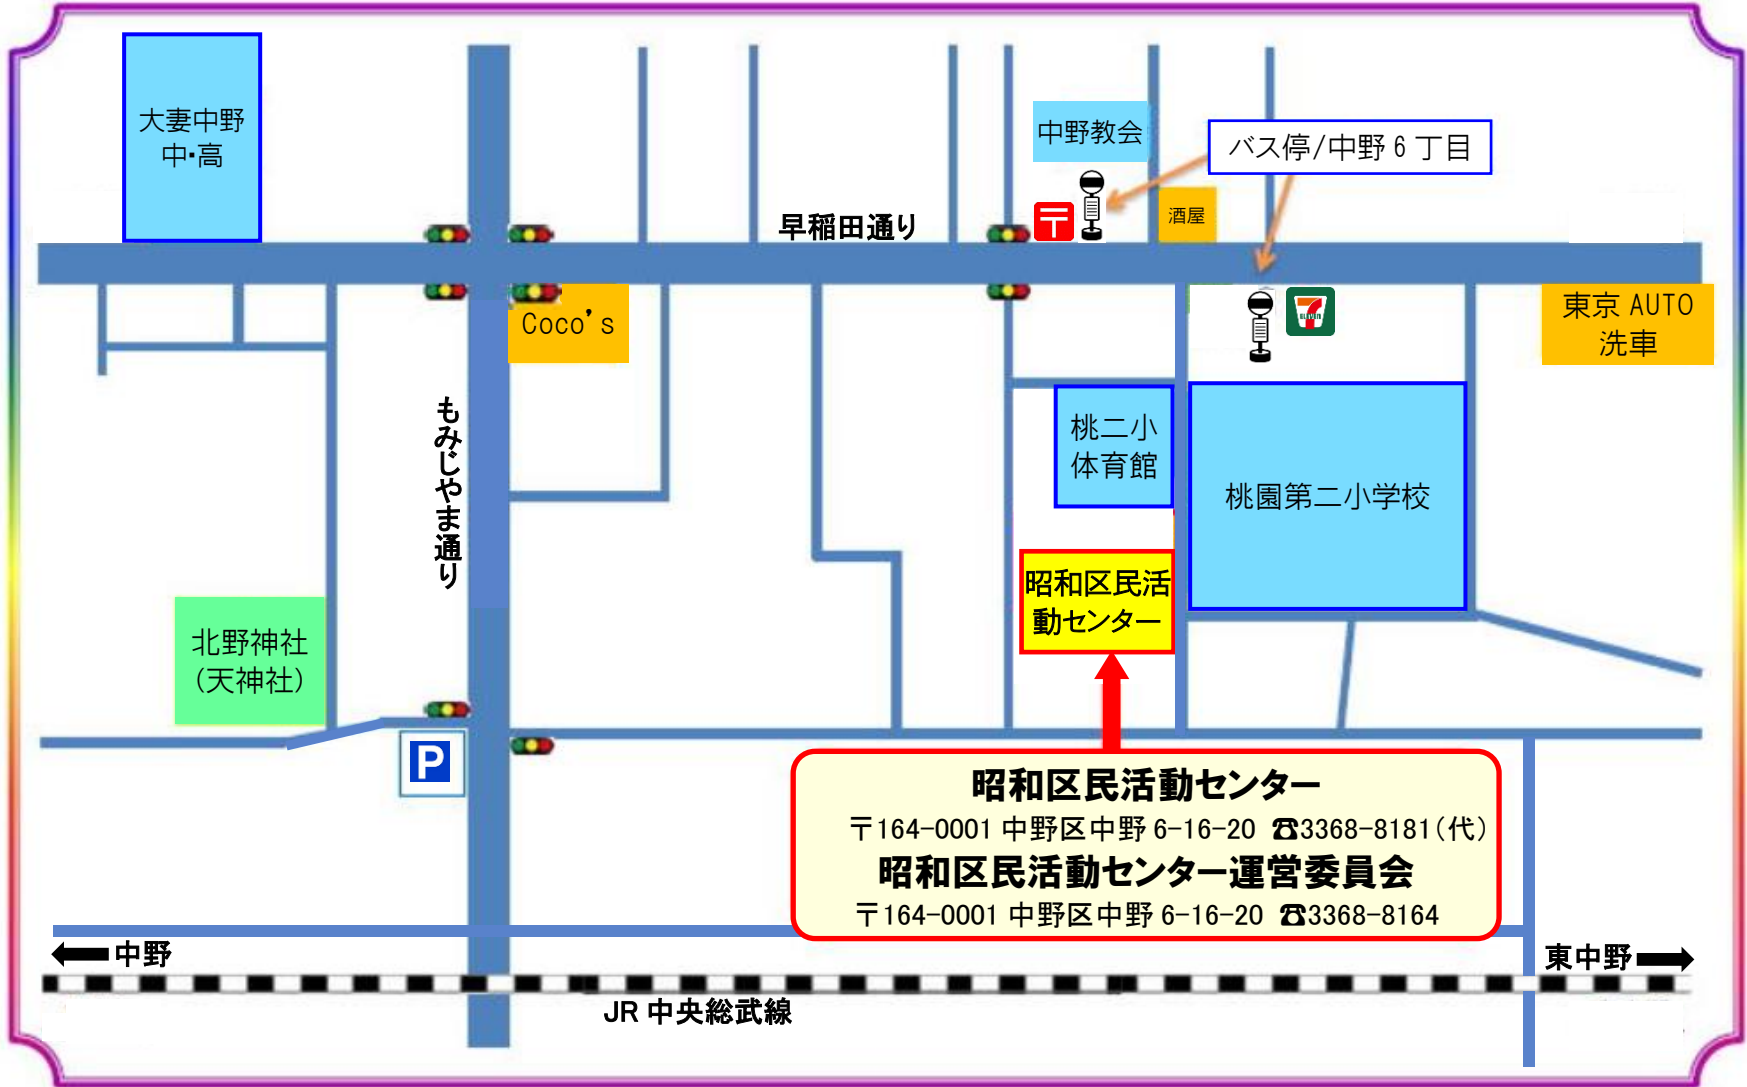 大妻中野
中・高
中野教会
バス停/中野6丁目
〒
酒屋
早稲田通り
Coco's
7
ELEVEN
東京 AUTO
洗車
もみじやま通り
桃二小
体育館
桃園第二小学校
昭和区民活
動センター
北野神社
(天神社)
P
昭和区民活動センター
〒164-0001 中野区中野 6-16-20 ☎3368-8181(代)
昭和区民活動センター運営委員会
〒164-0001 中野区中野 6-16-20 ☎3368-8164
中野
東中野
JR 中央総武線